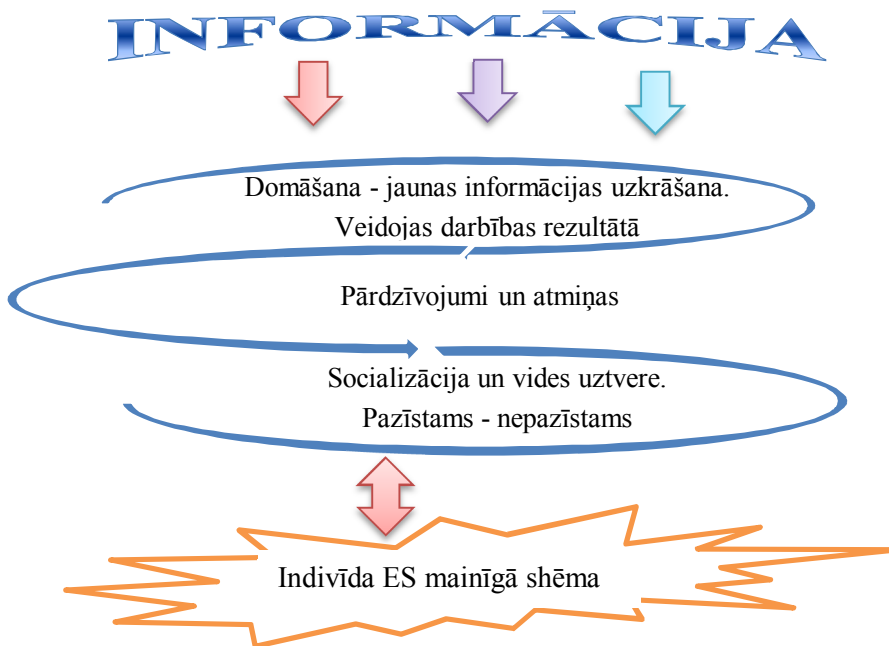 INFORMĀCIJA
Domāšana - jaunas informācijas uzkrāšana.
Veidojas darbības rezultātā
Pārdzīvojumi un atmiņas
Socializācija un vides uztvere.
Pazīstams - nepazīstams
Indivīda ES mainīgā shēma